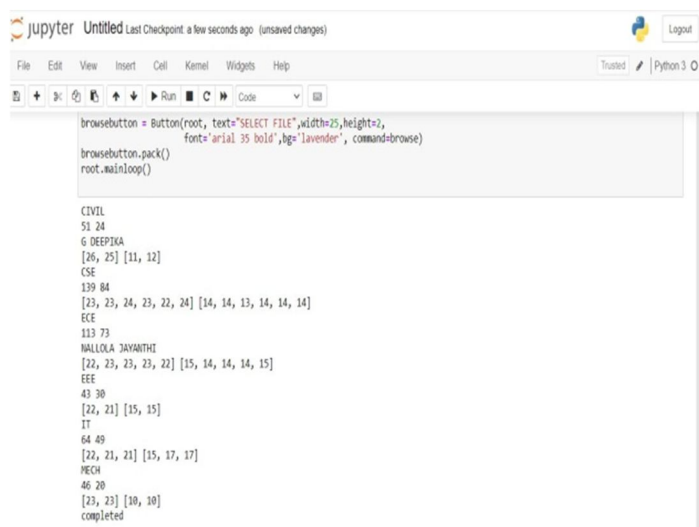 jupyter Untitled Last Checkpoint: a few seconds ago (unsaved changes)
Logout
File Edit View Insert Cell Kernel Widgets Help
Trusted Python 3 O
Run Code
browsebutton = Button(root, text="SELECT FILE",width=25,height=2,
font='arial 35 bold',bg='lavender', command=browse)
browsebutton.pack()
root.mainloop()
CIVIL
51 24
G DEEPIKA
[26, 25] [11, 12]
CSE
139 84
[23, 23, 24, 23, 22, 24] [14, 14, 13, 14, 14, 14]
ECE
113 73
NALLOLA JAYANTHI
[22, 23, 23, 23, 22] [15, 14, 14, 14, 15]
EEE
43 30
[22, 21] [15, 15]
IT
64 49
[22, 21, 21] [15, 17, 17]
MECH
46 20
[23, 23] [10, 10]
completed